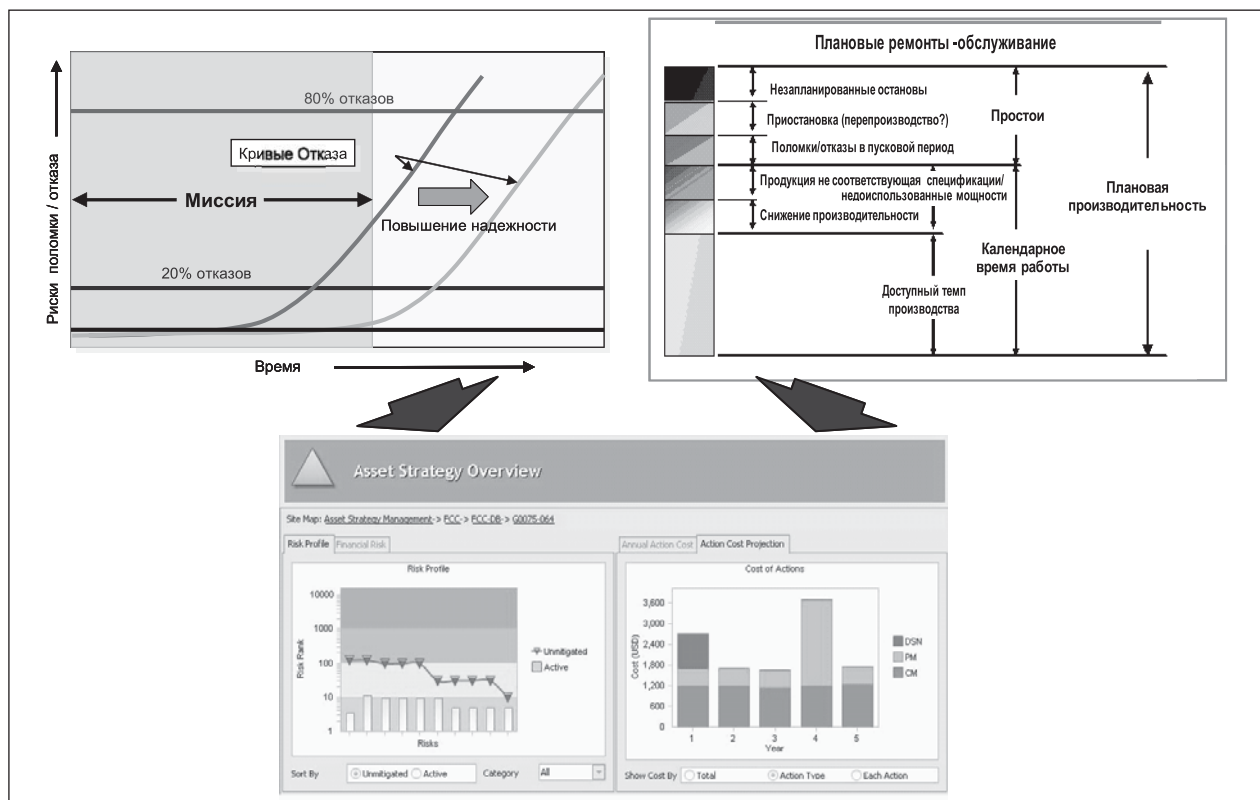 Риски поломки / отказа
80% отказов
Кривые Отказа
Миссия
Повышение надежности
20% отказов
Время
Плановые ремонты -обслуживание
Незапланированные остановы
Приостановка (перепроизводство?)
Поломки/отказы в пусковой период
Продукция не соответствующая спецификации/
недоиспользованные мощности
Снижение производительности
Простои
Календарное
время работы
Доступный темп
производства
Плановая
производительность
Asset Strategy Overview
Site Map: Asset Strategy Management-> FCC-> FCC-DB-> G0075-064
Risk Profile Financial Risk
Risk Profile
Risk Rank
10000
1000
100
10
1
Risks
Unmitigated
Active
Sort By Unmitigated Active Category All
Annual Action Cost Action Cost Projection
Cost of Actions
Cost (USD)
3,600
3,000
2,400
1,800
1,200
600
0
1 2 3 4 5
Year
DSN
PM
CM
Show Cost By Total Action Type Each Action